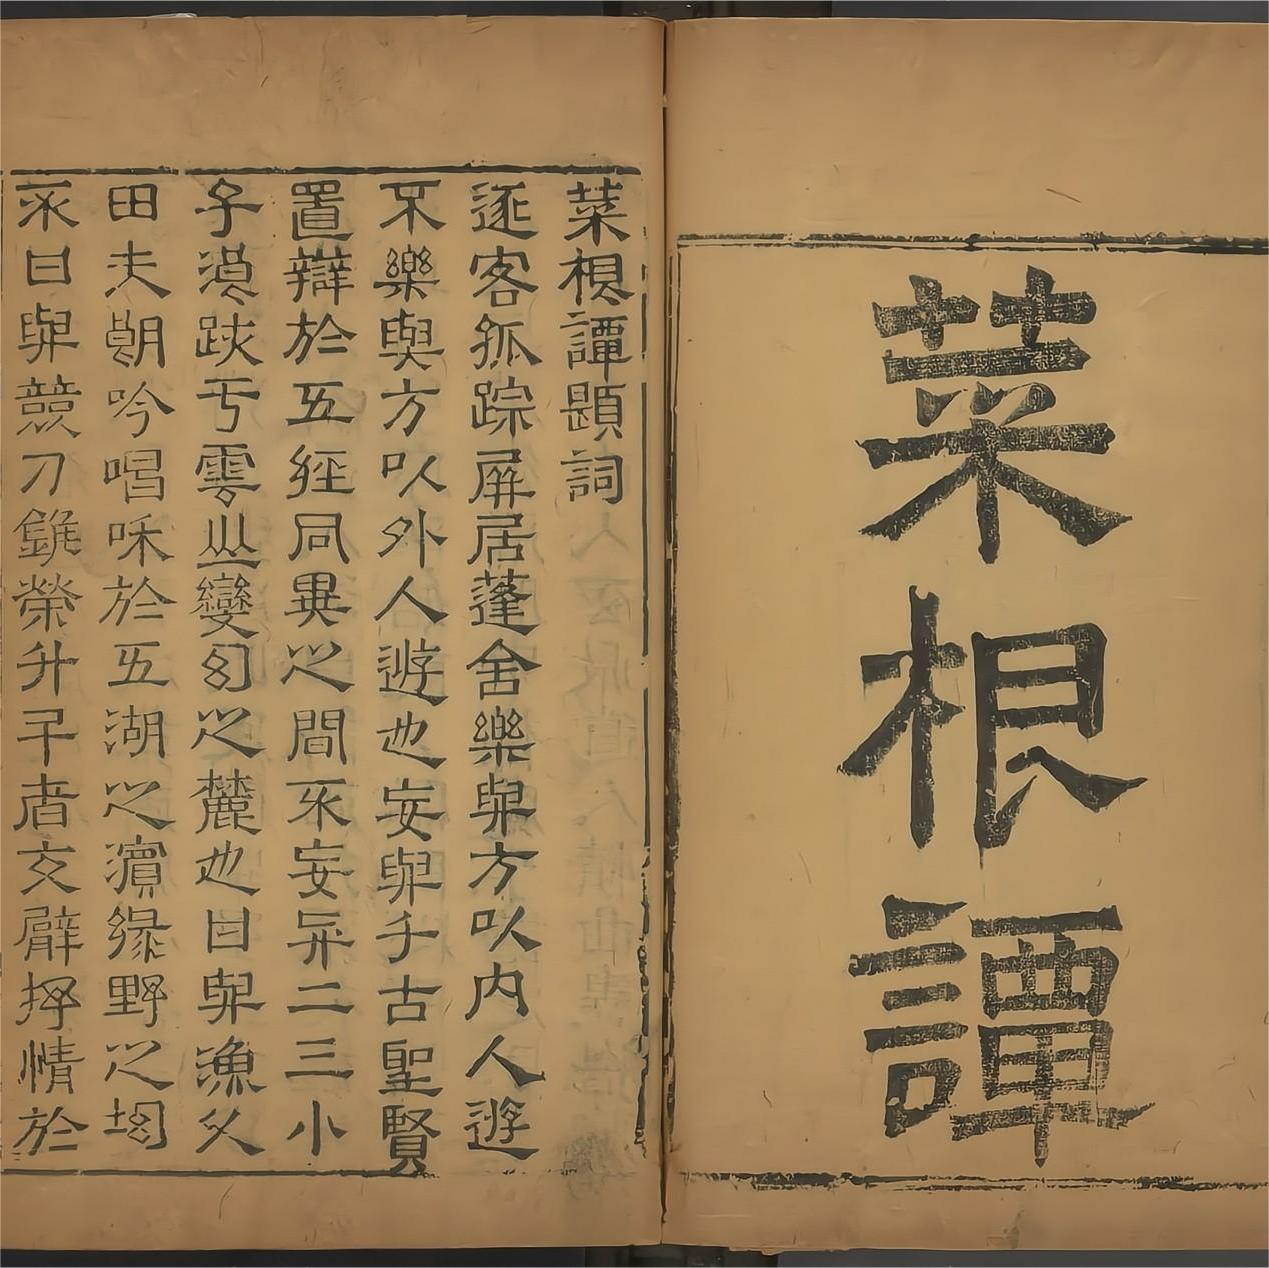 菜根譚
菜根譚題詞
逐客孤踪屏居蓬舍樂與方以内人遊
不樂與方以外人遊也妄與千古聖賢
置辯於五經同異之間不妄與二三小
子浪跡于雲山變幻之麓也日與漁父
田夫朗吟唱和於五湖之濱綠野之坳
不日與競刀錐榮升斗者交臂抒情於